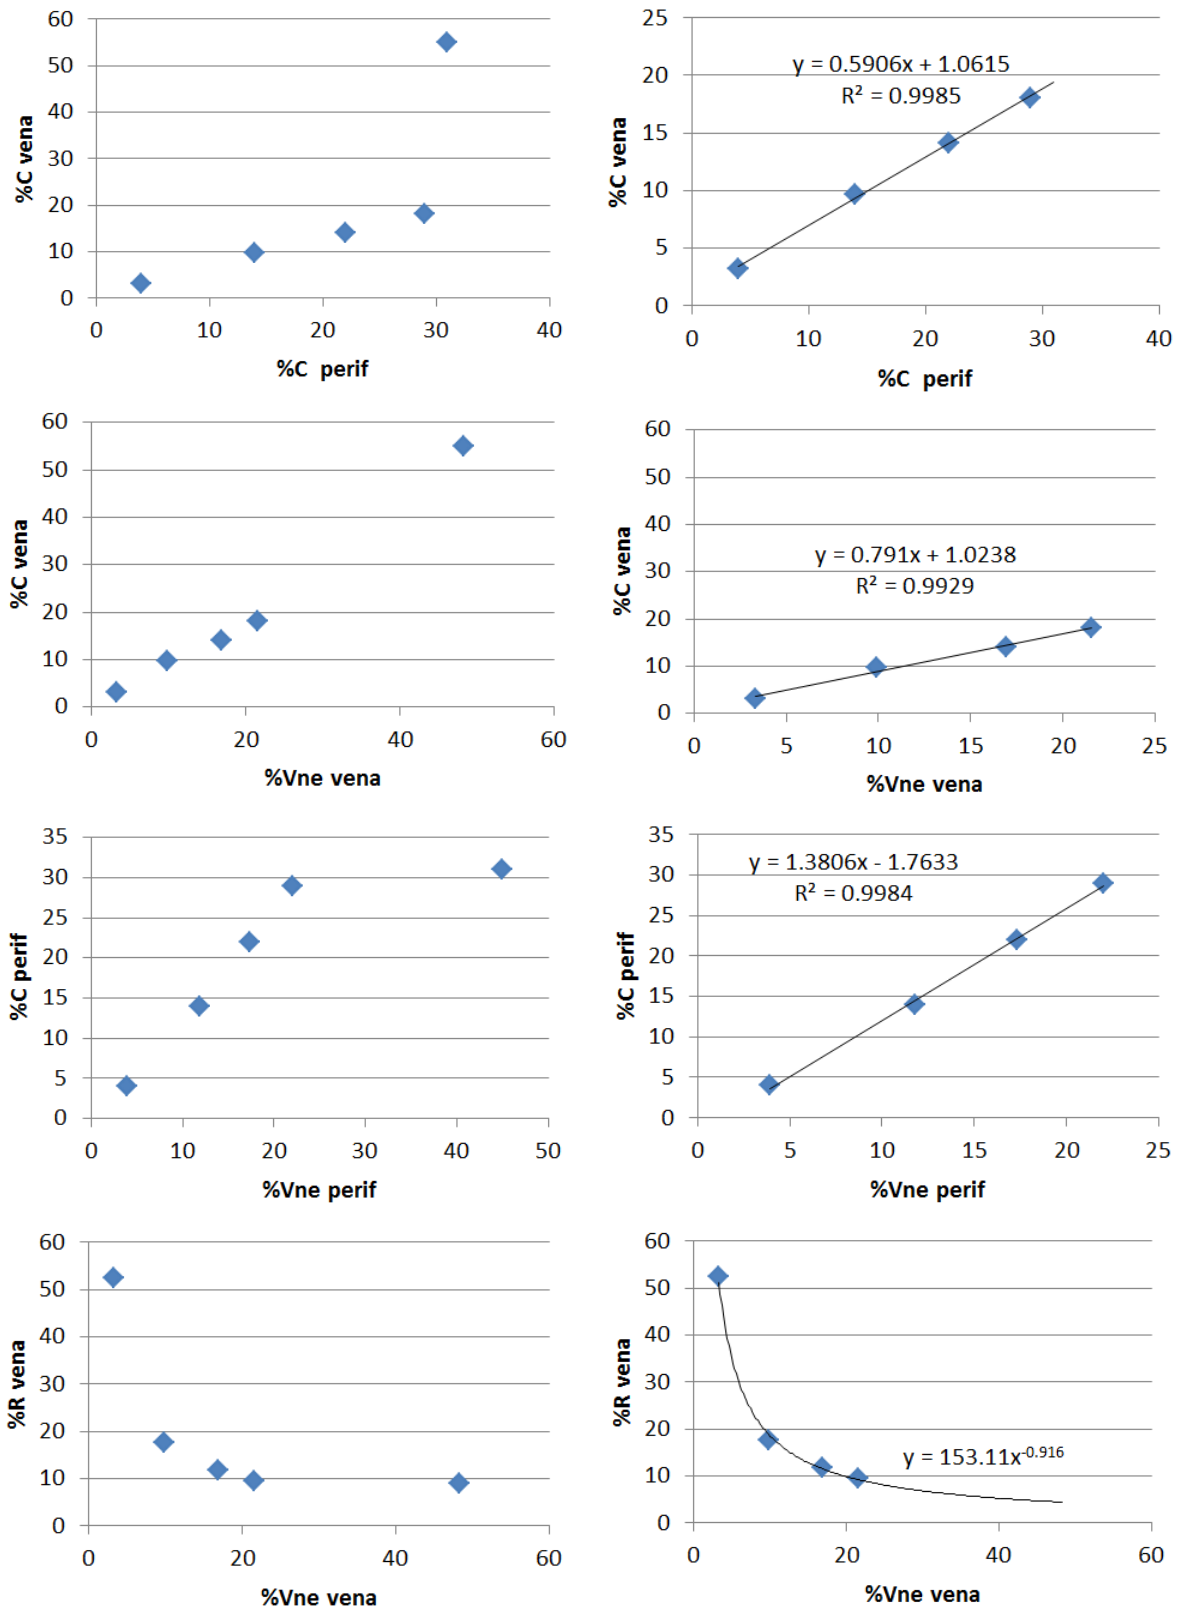 60
50
40
30
20
10
0
0 10 20 30 40
%C vena
%C perif
25
20
15
10
5
0
0 10 20 30 40
y = 0.5906x + 1.0615
R² = 0.9985
%C vena
%C perif
60
50
40
30
20
10
0
0 20 40 60
%C vena
%Vne vena
60
50
40
30
20
10
0
0 5 10 15 20 25
y = 0.791x + 1.0238
R² = 0.9929
%C vena
%Vne vena
35
30
25
20
15
10
5
0
0 10 20 30 40 50
%C perif
%Vne perif
35
30
25
20
15
10
5
0
0 5 10 15 20 25
y = 1.3806x - 1.7633
R² = 0.9984
%C perif
%Vne perif
60
50
40
30
20
10
0
0 20 40 60
%R vena
%Vne vena
60
50
40
30
20
10
0
0 20 40 60
y = 153.11x⁻⁰·⁹¹⁶
%R vena
%Vne vena